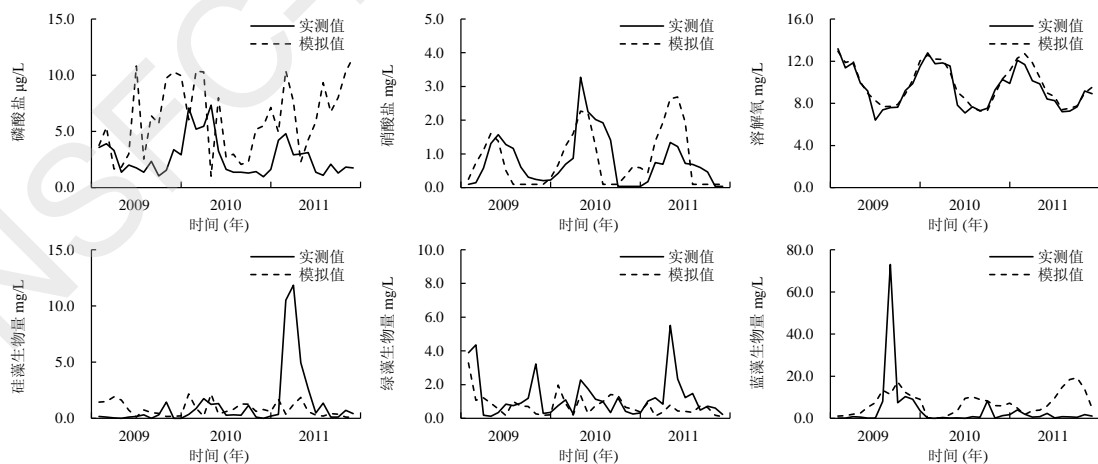 15.0
10.0
5.0
0.0
磷酸盐 μg/L
实测值
模拟值
2009 2010 2011
时间 (年)
5.0
4.0
3.0
2.0
1.0
0.0
硝酸盐 mg/L
实测值
模拟值
2009 2010 2011
时间 (年)
16.0
12.0
8.0
4.0
0.0
溶解氧 mg/L
实测值
模拟值
2009 2010 2011
时间 (年)
15.0
10.0
5.0
0.0
硅藻生物量 mg/L
实测值
模拟值
2009 2010 2011
时间 (年)
10.0
8.0
6.0
4.0
2.0
0.0
绿藻生物量 mg/L
实测值
模拟值
2009 2010 2011
时间 (年)
80.0
60.0
40.0
20.0
0.0
蓝藻生物量 mg/L
实测值
模拟值
2009 2010 2011
时间 (年)
NSFC